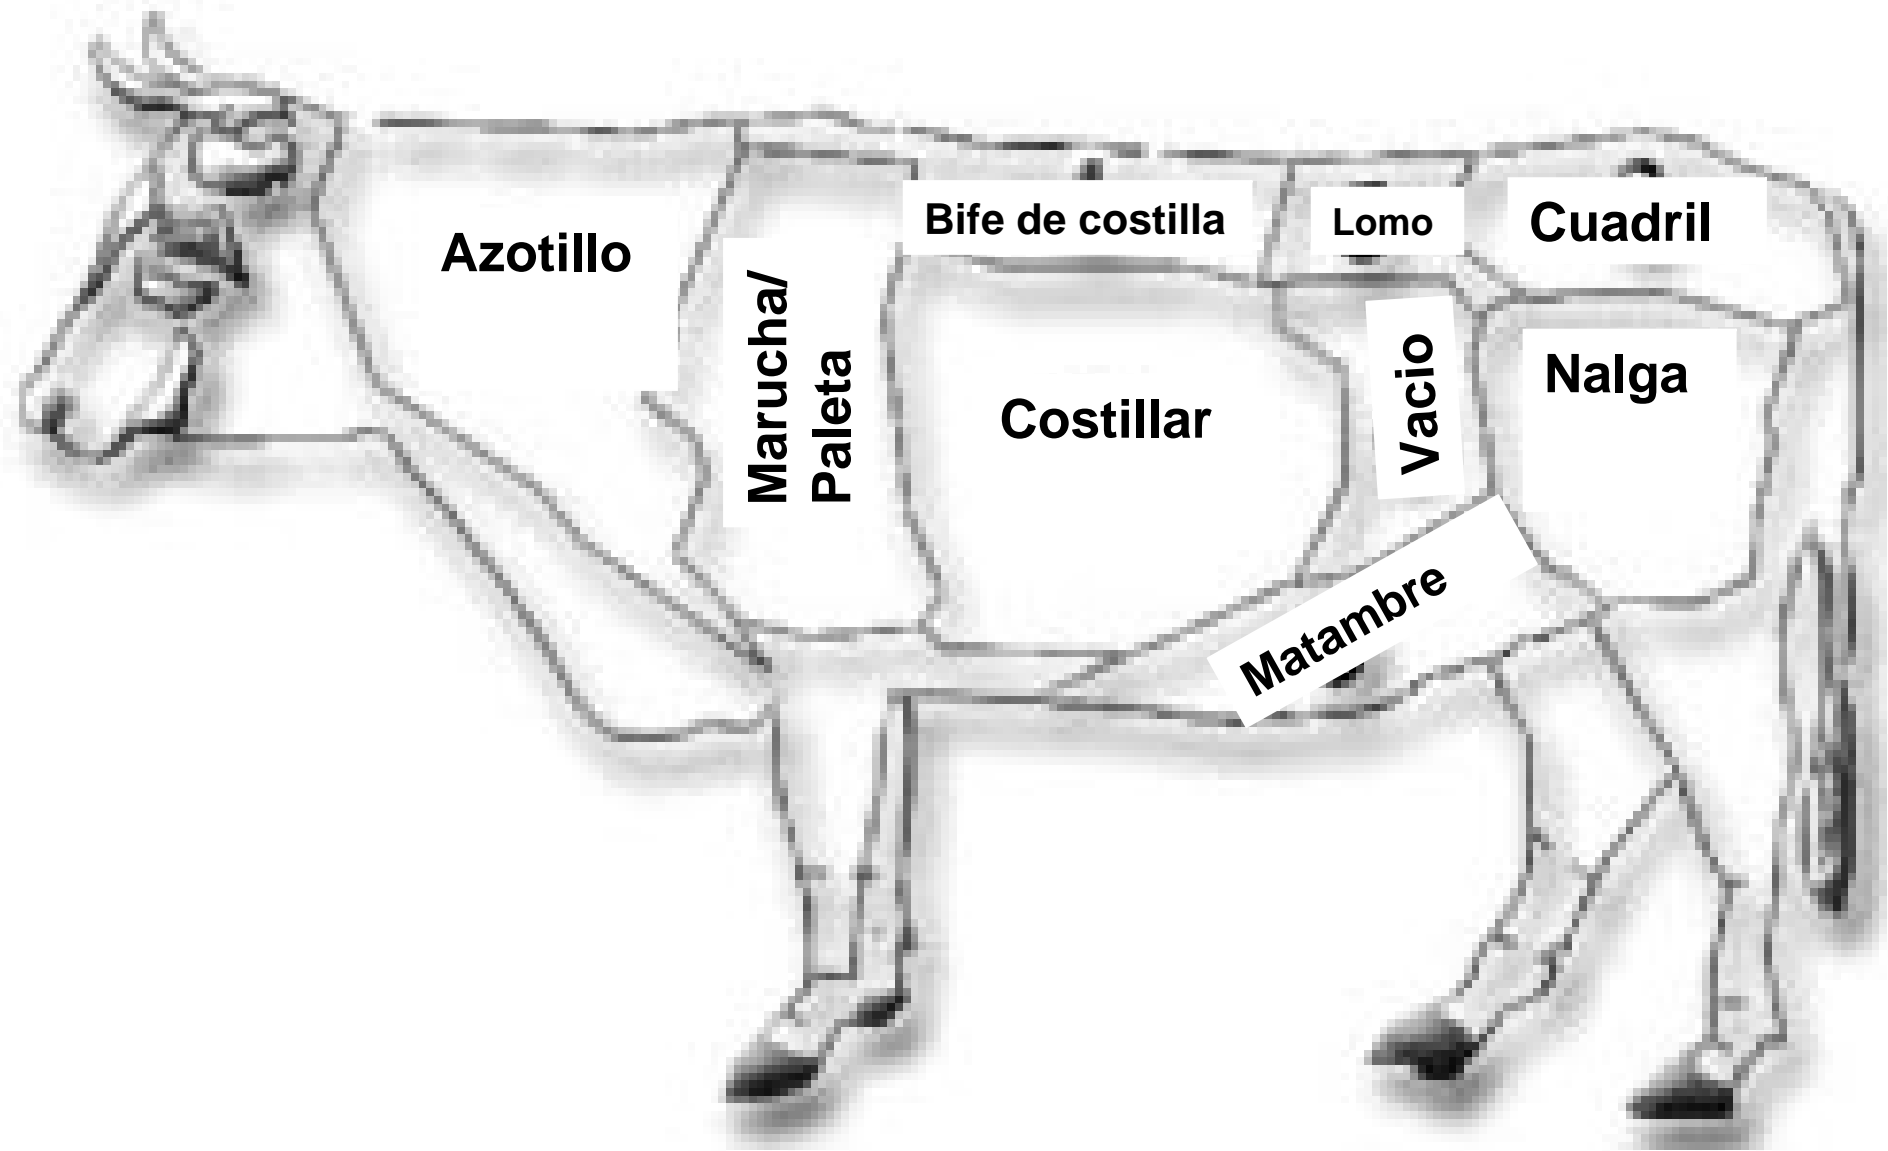 Azotillo
Marucha/
Paleta
Bife de costilla
Lomo
Cuadril
Costillar
Vacio
Nalga
Matambre